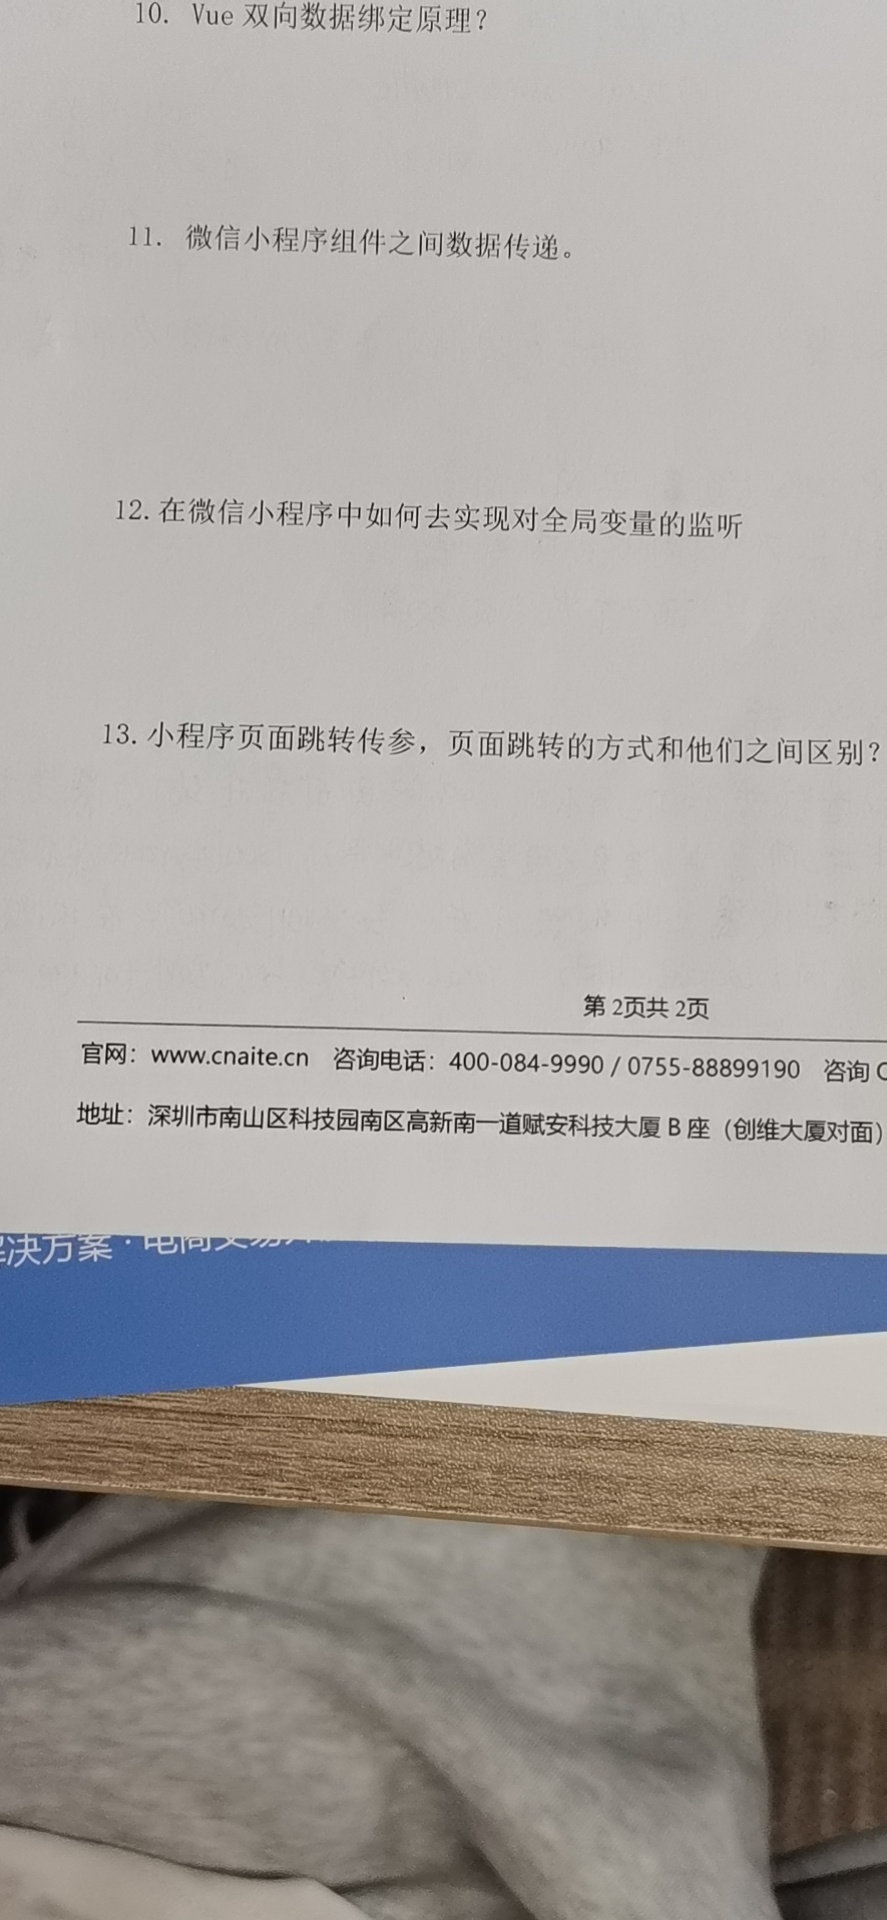 10. Vue 双向数据绑定原理？
11. 微信小程序组件之间数据传递。
12.在微信小程序中如何去实现对全局变量的监听
13.小程序页面跳转传参，页面跳转的方式和他们之间区别？
第 2页共 2页
官网：www.cnaite.cn 咨询电话：400-084-9990 / 0755-88899190 咨询
地址：深圳市南山区科技园南区高新南一道赋安科技大厦 B 座（创维大厦对面）
决方案·电商交易